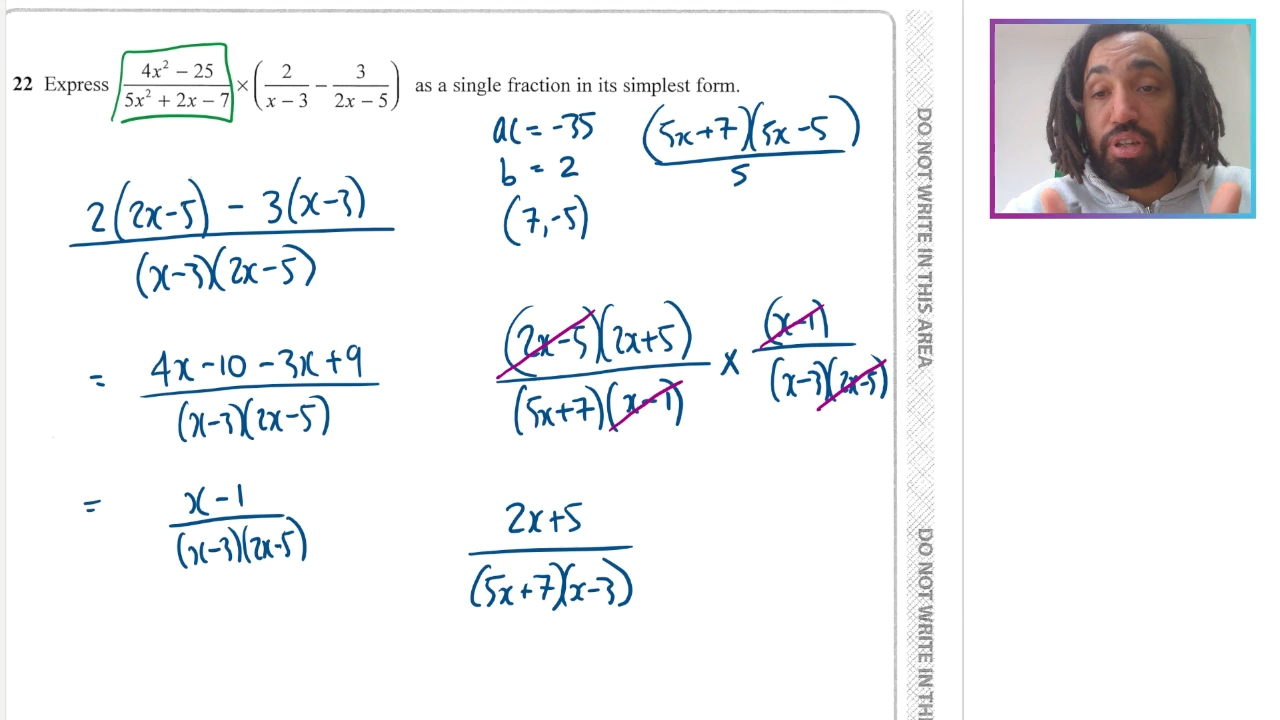 22 Express (4x² – 25)/(5x² + 2x – 7) × (2/(x – 3) – 3/(2x – 5)) as a single fraction in its simplest form.
ac = -35
b = 2
(7,-5)
(5x+7)(5x-5)
5
2(2x-5) - 3(x-3)
(x-3)(2x-5)
= 4x-10-3x+9
(x-3)(2x-5)
= x-1
(x-3)(2x-5)
(2x-5)(2x+5) × (x-1)
(5x+7)(x-1) (x-3)(2x-5)
2x+5
(5x+7)(x-3)
DO NOT WRITE IN THIS AREA
DO NOT WRITE IN TH